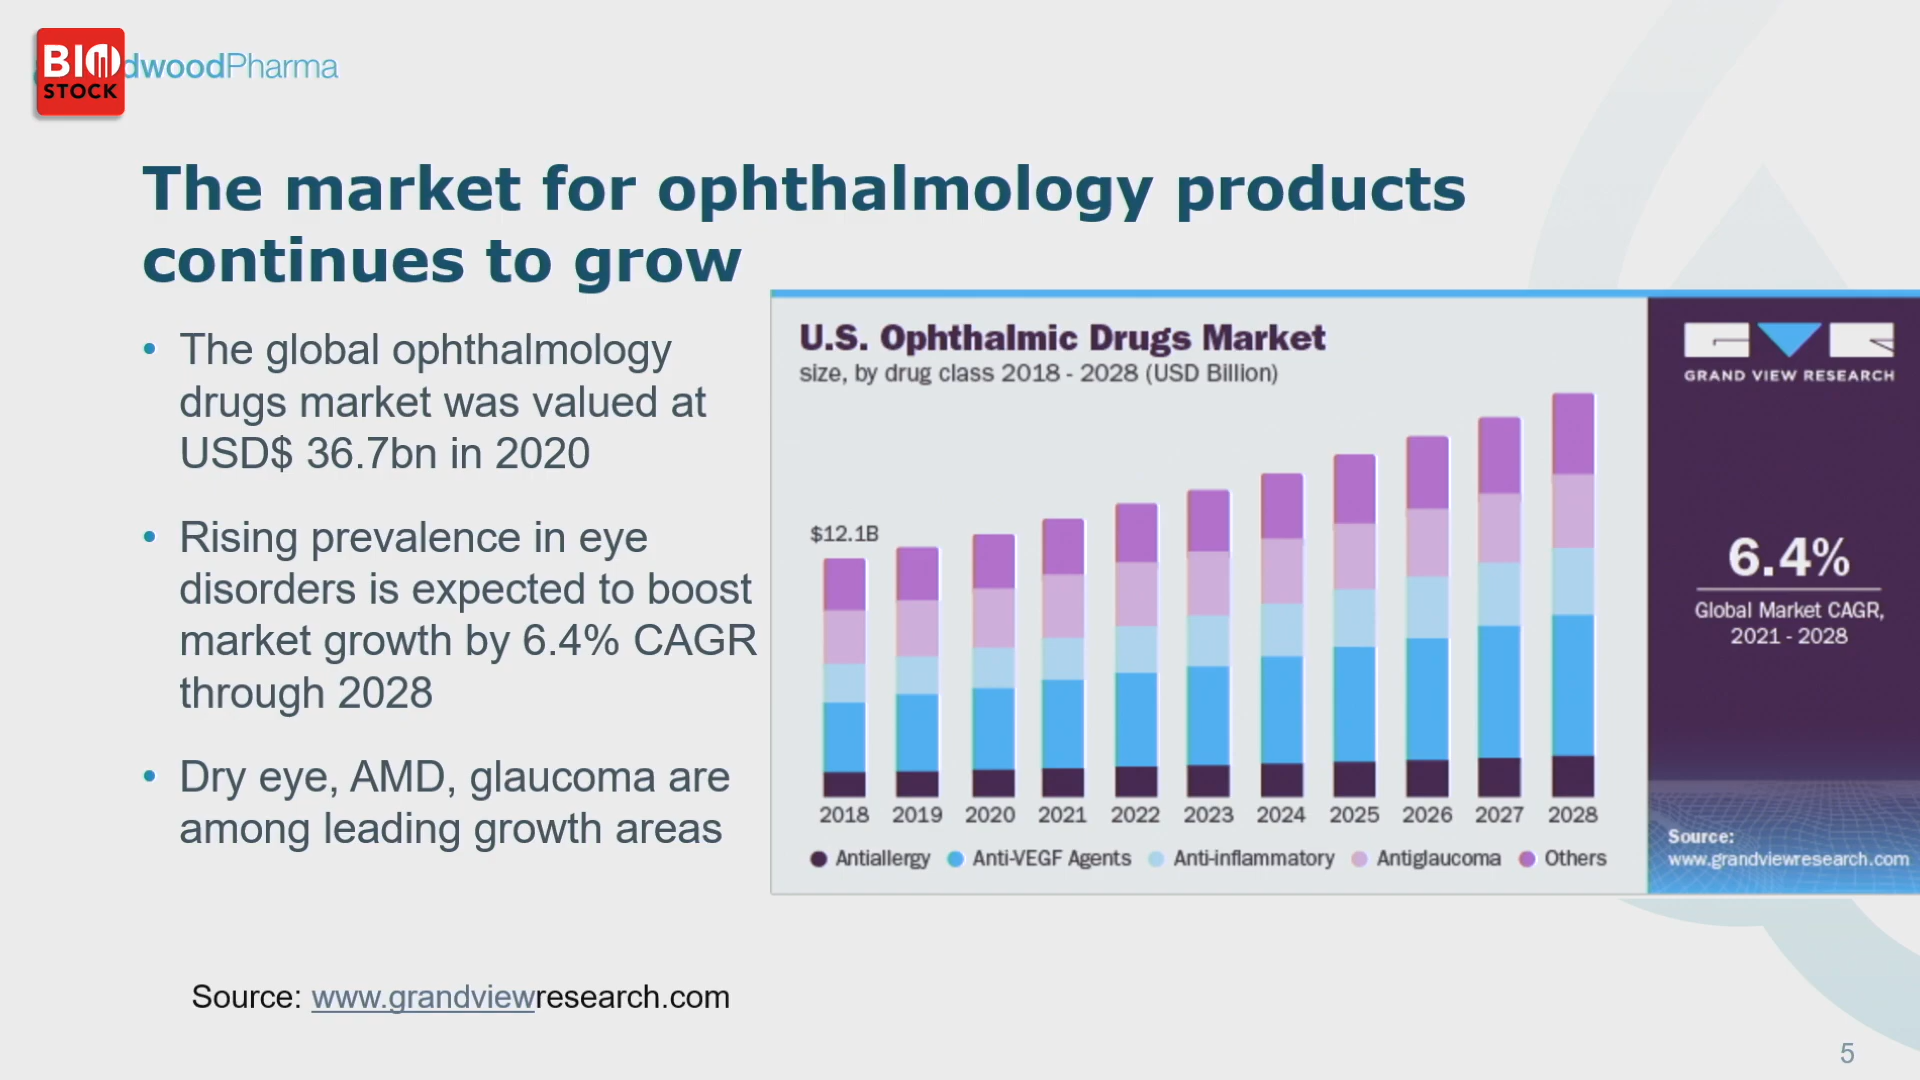 BIO
STOCK
dwoodPharma
The market for ophthalmology products
continues to grow
• The global ophthalmology
drugs market was valued at
USD$ 36.7bn in 2020
• Rising prevalence in eye
disorders is expected to boost
market growth by 6.4% CAGR
through 2028
• Dry eye, AMD, glaucoma are
among leading growth areas
Source: www.grandviewresearch.com
U.S. Ophthalmic Drugs Market
size, by drug class 2018 - 2028 (USD Billion)
$12.1B
2018 2019 2020 2021 2022 2023 2024 2025 2026 2027 2028
Antiallergy Anti-VEGF Agents Anti-inflammatory Antiglaucoma Others
GRAND VIEW RESEARCH
6.4%
Global Market CAGR,
2021 - 2028
Source:
www.grandviewresearch.com
5